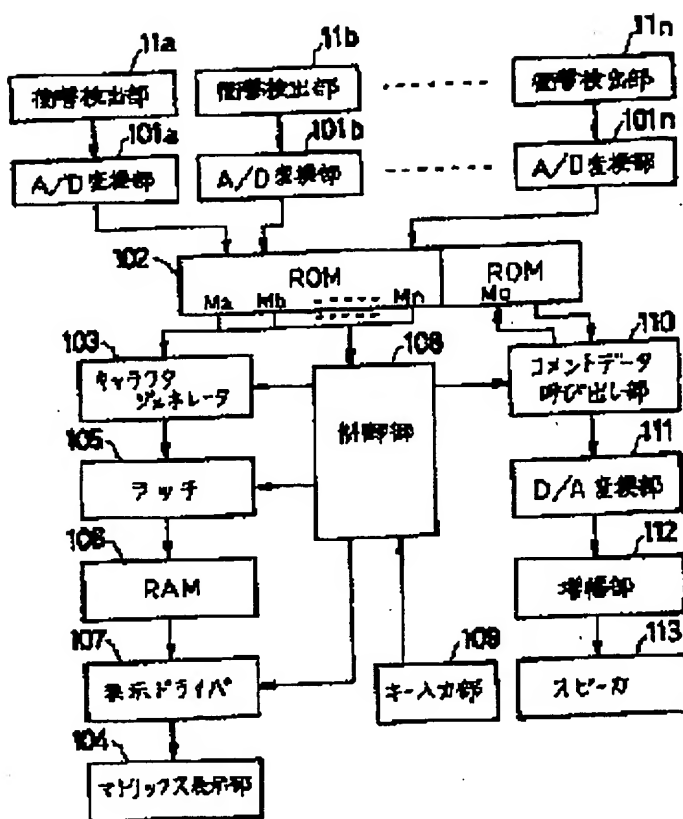 11a 11b 11n
衝撃検出部 衝撃検出部 衝撃検出部
101a 101b 101n
A/D変換部 A/D変換部 A/D変換部
102 ROM ROM
Ma Mb Mn Mo
103 108 110
キャラクタ
ジェネレータ
制御部
コメントデータ
呼び出し部
105 111
ラッチ D/A変換部
106 112
RAM 増幅部
107 109 113
表示ドライバ キー入力部 スピーカ
104
マトリックス表示部